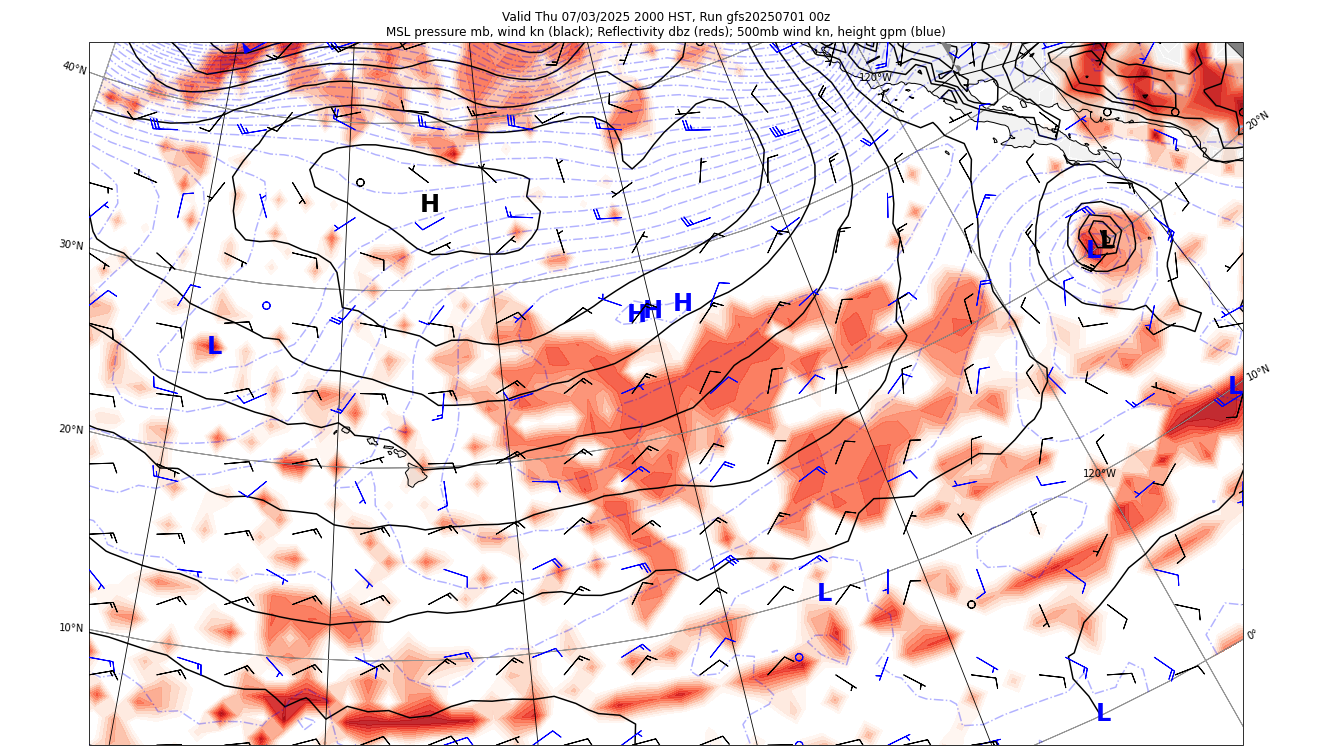 Valid Thu 07/03/2025 2000 HST, Run gfs20250701 00z
MSL pressure mb, wind kn (black); Reflectivity dbz (reds); 500mb wind kn, height gpm (blue)
40°N
120°W
20°N
H
L
L
30°N
H
H
H
L
10°N
L
20°N
120°W
L
10°N
0°
L